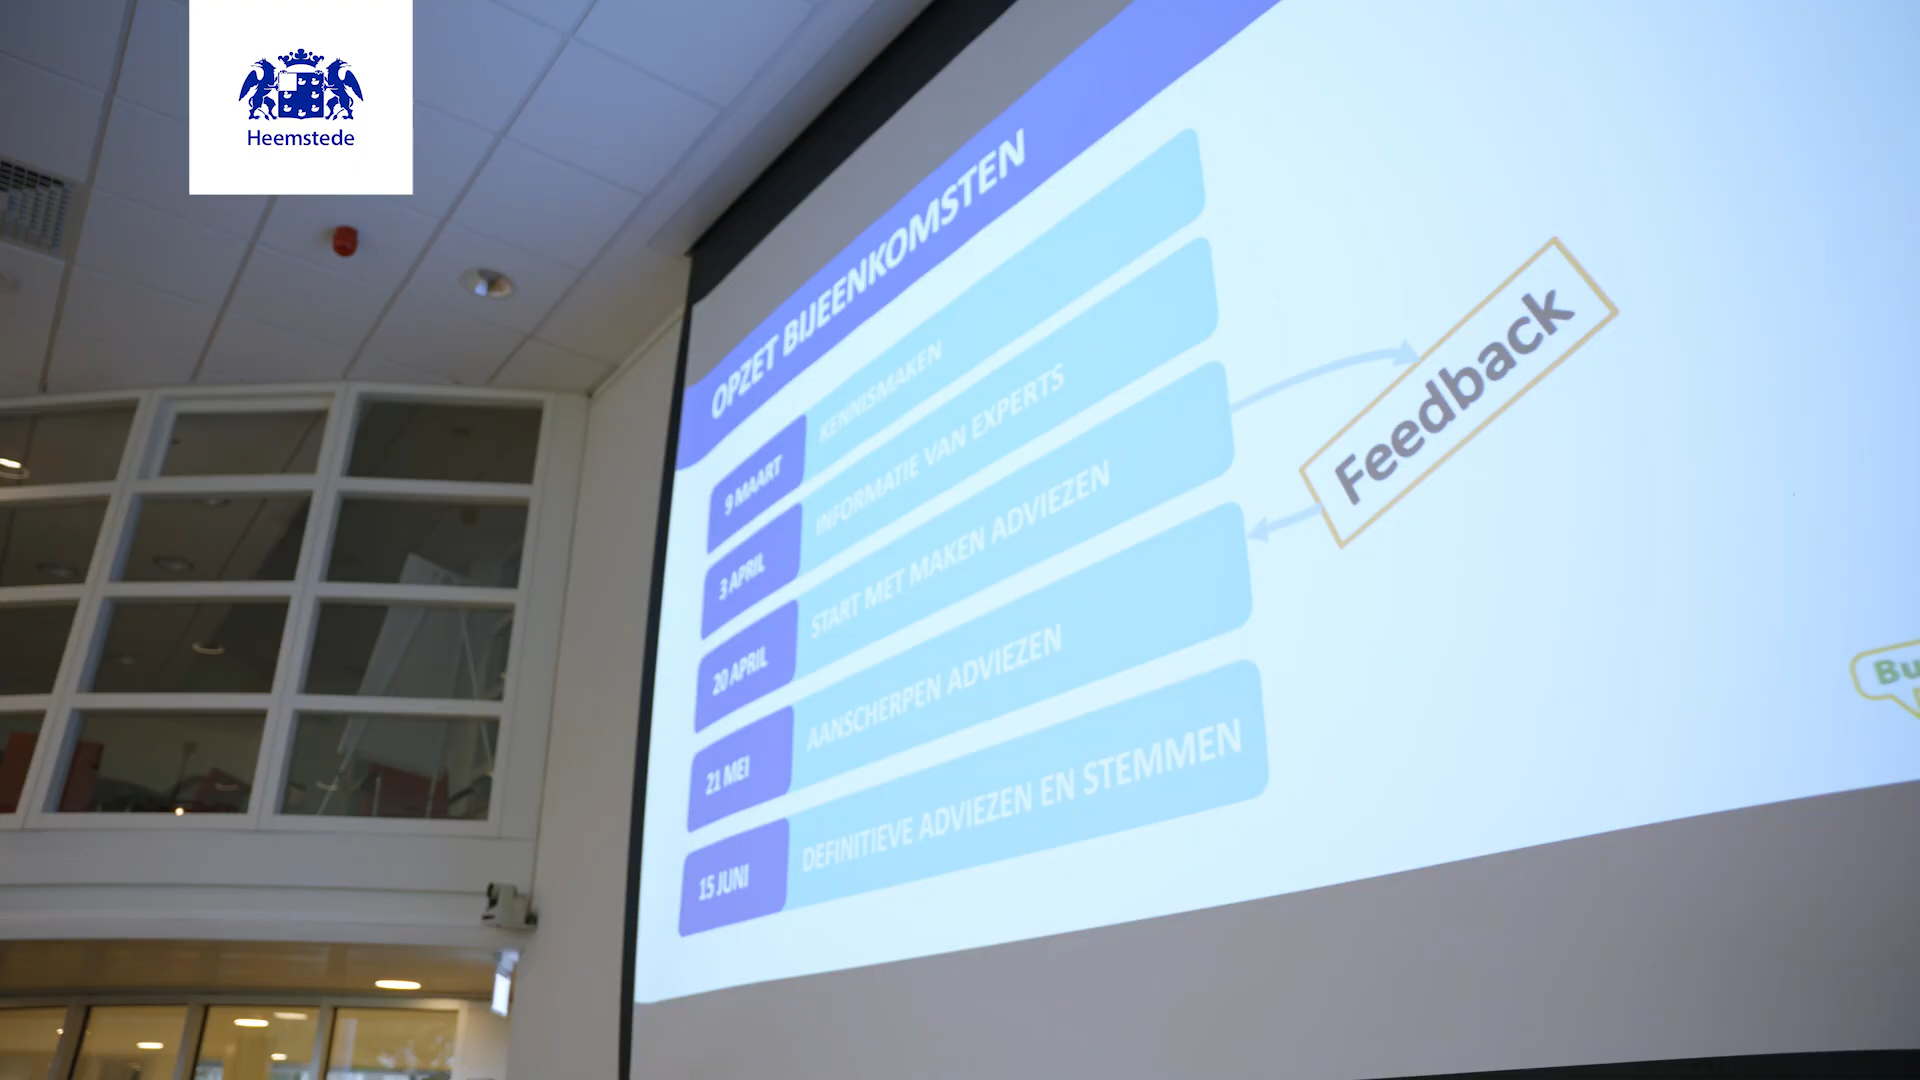 Heemstede
OPZET BIJEENKOMSTEN
9 MAART KENNISMAKEN
3 APRIL INFORMATIE VAN EXPERTS
20 APRIL START MET MAKEN ADVIEZEN
21 MEI AANSCHERPEN ADVIEZEN
15 JUNI DEFINITIEVE ADVIEZEN EN STEMMEN
Feedback
Bu